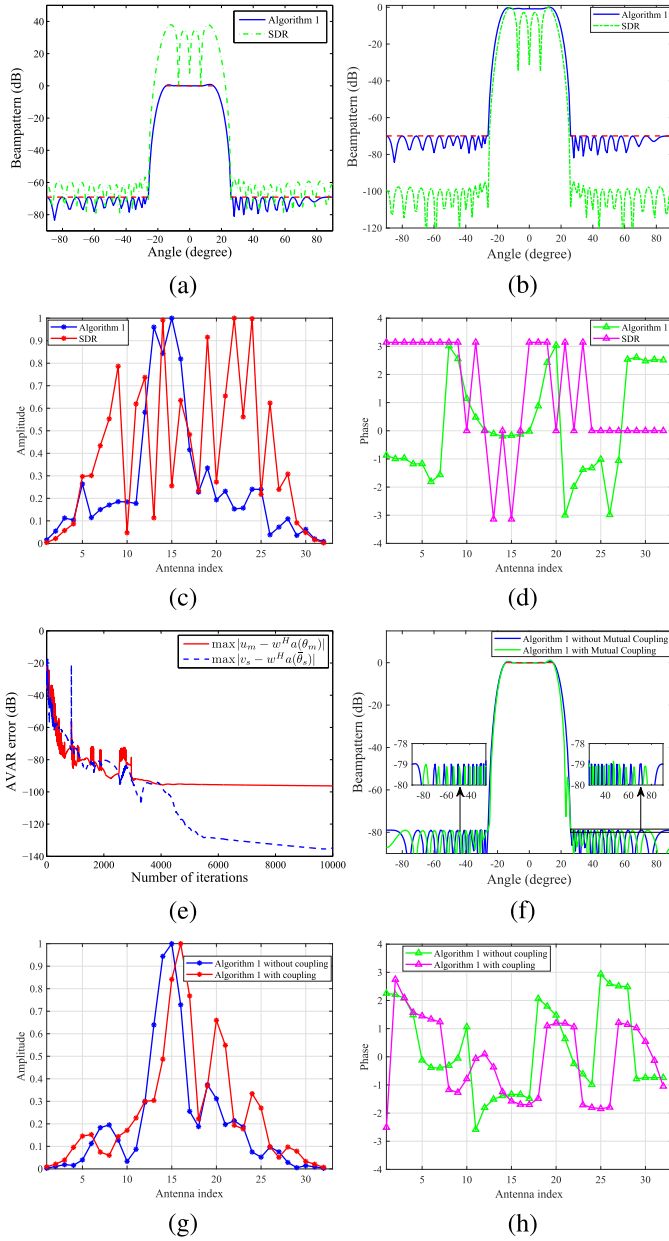 Algorithm 1
SDR
Beampattern (dB)
40
20
0
-20
-40
-60
-80
-80 -60 -40 -20 0 20 40 60 80
Angle (degree)
(a)
Algorithm 1
SDR
Beampattern (dB)
0
-20
-40
-60
-80
-100
-120
-80 -60 -40 -20 0 20 40 60 80
Angle (degree)
(b)
Algorithm 1
SDR
Amplitude
1
0.9
0.8
0.7
0.6
0.5
0.4
0.3
0.2
0.1
0
5 10 15 20 25 30
Antenna index
(c)
Algorithm 1
SDR
Phase
4
3
2
1
0
-1
-2
-3
-4
5 10 15 20 25 30
Antenna index
(d)
max |u_m − w^H a(θ_m)|
max |v_s − w^H a(θ̄_s)|
AVAR error (dB)
0
-20
-40
-60
-80
-100
-120
-140
0 2000 4000 6000 8000 10000
Number of iterations
(e)
Algorithm 1 without Mutual Coupling
Algorithm 1 with Mutual Coupling
Beampattern (dB)
0
-20
-40
-60
-80
-78
-79
-80
-80 -60 -40
-78
-79
-80
40 60 80
-80 -60 -40 -20 0 20 40 60 80
Angle (degree)
(f)
Algorithm 1 without coupling
Algorithm 1 with coupling
Amplitude
1
0.9
0.8
0.7
0.6
0.5
0.4
0.3
0.2
0.1
0
5 10 15 20 25 30
Antenna index
(g)
Algorithm 1 without coupling
Algorithm 1 with coupling
Phase
4
3
2
1
0
-1
-2
-3
-4
5 10 15 20 25 30
Antenna index
(h)